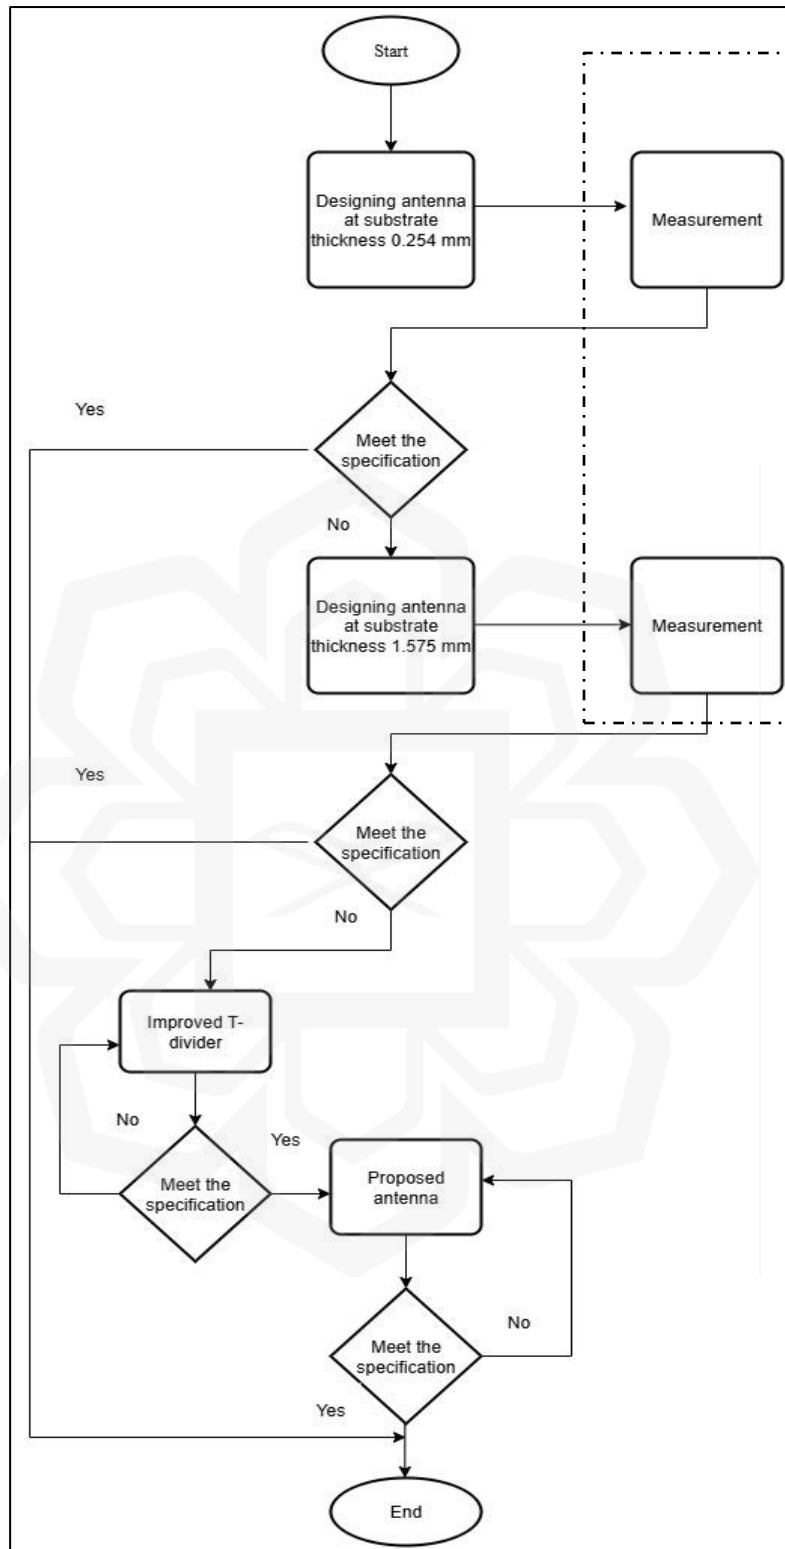 Start
Designing antenna
at substrate
thickness 0.254 mm
Measurement
Yes
Meet the
specification
No
Designing antenna
at substrate
thickness 1.575 mm
Measurement
Yes
Meet the
specification
No
Improved T-
divider
No
Yes
Meet the
specification
Proposed
antenna
Meet the
specification
No
Yes
End